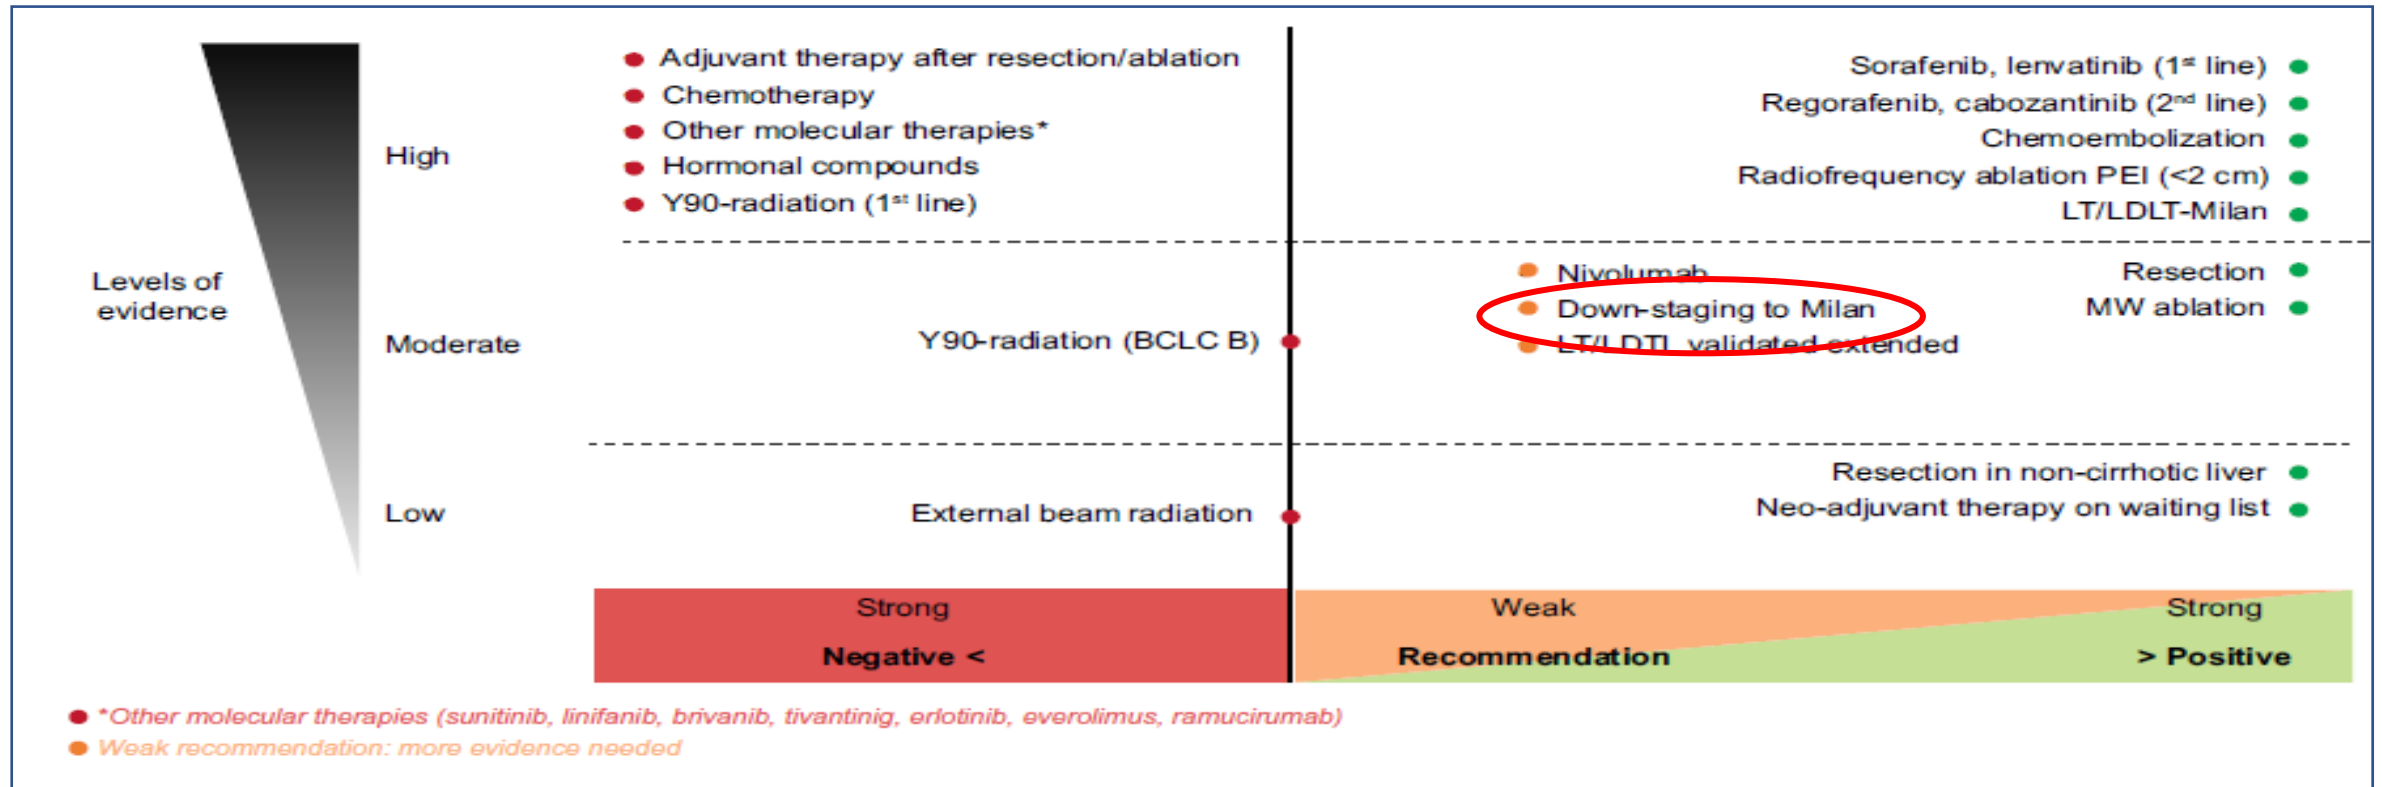 Adjuvant therapy after resection/ablation
Chemotherapy
Other molecular therapies*
Hormonal compounds
Y90-radiation (1st line)
Sorafenib, lenvatinib (1st line)
Regorafenib, cabozantinib (2nd line)
Chemoembolization
Radiofrequency ablation PEI (<2 cm)
LT/LDLT-Milan
High
Levels of
evidence
Moderate
Y90-radiation (BCLC B)
Nivolumab
Down-staging to Milan
LT/LDTL validated extended
Resection
MW ablation
Low
External beam radiation
Resection in non-cirrhotic liver
Neo-adjuvant therapy on waiting list
Strong
Negative <
Weak
Recommendation
Strong
> Positive
*Other molecular therapies (sunitinib, linifanib, brivanib, tivantinig, erlotinib, everolimus, ramucirumab)
Weak recommendation: more evidence needed